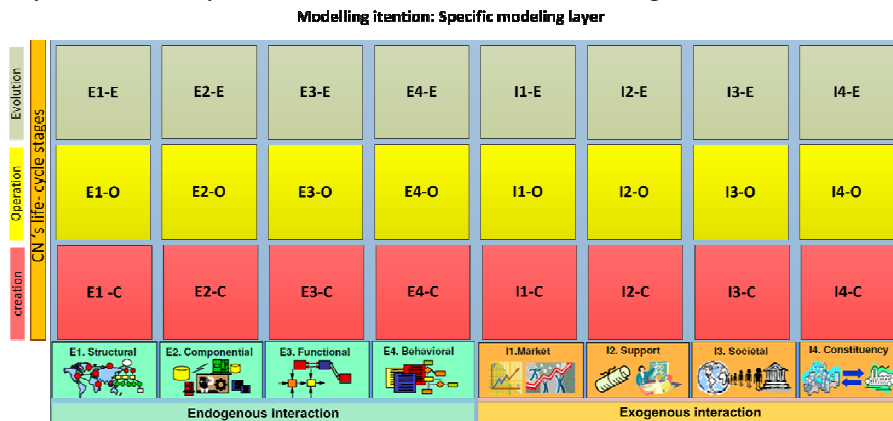 Modelling itention: Specific modeling layer
Evolution
E1-E E2-E E3-E E4-E I1-E I2-E I3-E I4-E
CN 's life- cycle stages
Operation
E1-O E2-O E3-O E4-O I1-O I2-O I3-O I4-O
creation
E1 -C E2-C E3-C E4-C I1-C I2-C I3-C I4-C
E1. Structural E2. Componential E3. Functional E4. Behavioral I1.Market I2. Support I3. Societal I4. Constituency
Endogenous interaction Exogenous interaction